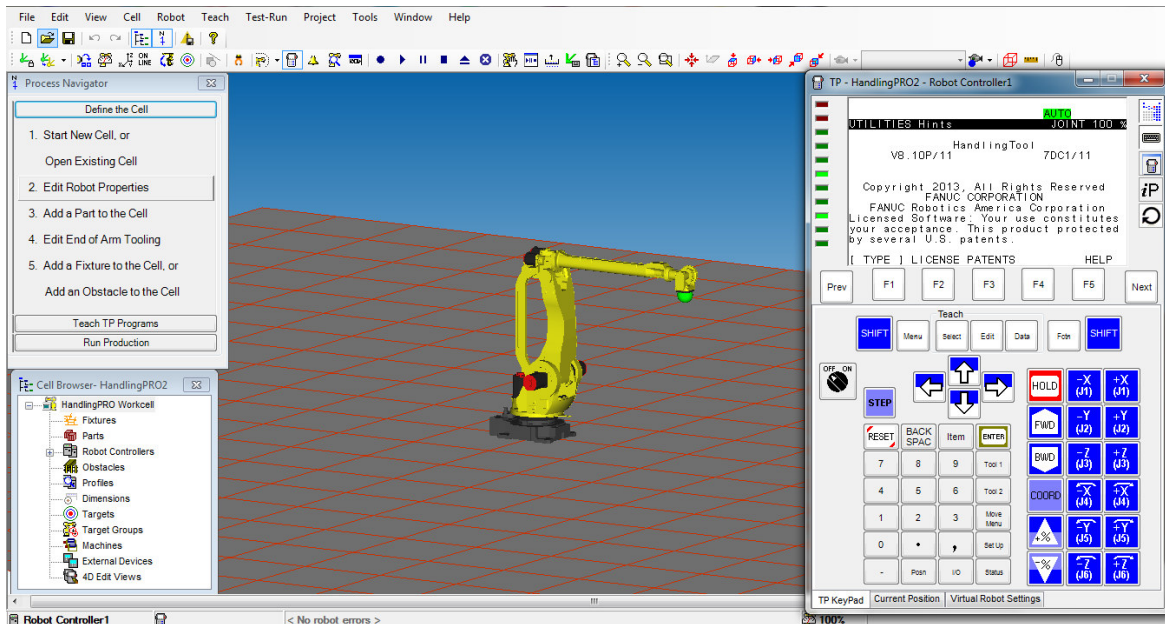 File Edit View Cell Robot Teach Test-Run Project Tools Window Help
ON
LINE
Process Navigator
Define the Cell
1. Start New Cell, or
Open Existing Cell
2. Edit Robot Properties
3. Add a Part to the Cell
4. Edit End of Arm Tooling
5. Add a Fixture to the Cell, or
Add an Obstacle to the Cell
Teach TP Programs
Run Production
Cell Browser- HandlingPRO2
HandlingPRO Workcell
Fixtures
Parts
Robot Controllers
Obstacles
Profiles
Dimensions
Targets
Target Groups
Machines
External Devices
4D Edit Views
TP - HandlingPRO2 - Robot Controller1
AUTO
UTILITIES Hints JOINT 100 %
HandlingTool
V8.10P/11 7DC1/11
Copyright 2013, All Rights Reserved
FANUC CORPORATION
FANUC Robotics America Corporation
Licensed Software: Your use constitutes
your acceptance. This product protected
by several U.S. patents.
[ TYPE ] LICENSE PATENTS HELP
iP
Prev F1 F2 F3 F4 F5 Next
Teach
SHIFT Menu Select Edit Data Fctn SHIFT
OFF ON
STEP
HOLD -X (J1) +X (J1)
FWD -Y (J2) +Y (J2)
BWD -Z (J3) +Z (J3)
COORD -X (J4) +X (J4)
+% -Y (J5) +Y (J5)
-% -Z (J6) +Z (J6)
RESET BACK SPAC Item ENTER
7 8 9 Tool 1
4 5 6 Tool 2
1 2 3 Move Menu
0 . , Set Up
- Posn I/O Status
TP KeyPad Current Position Virtual Robot Settings
Robot Controller1 < No robot errors > 100%